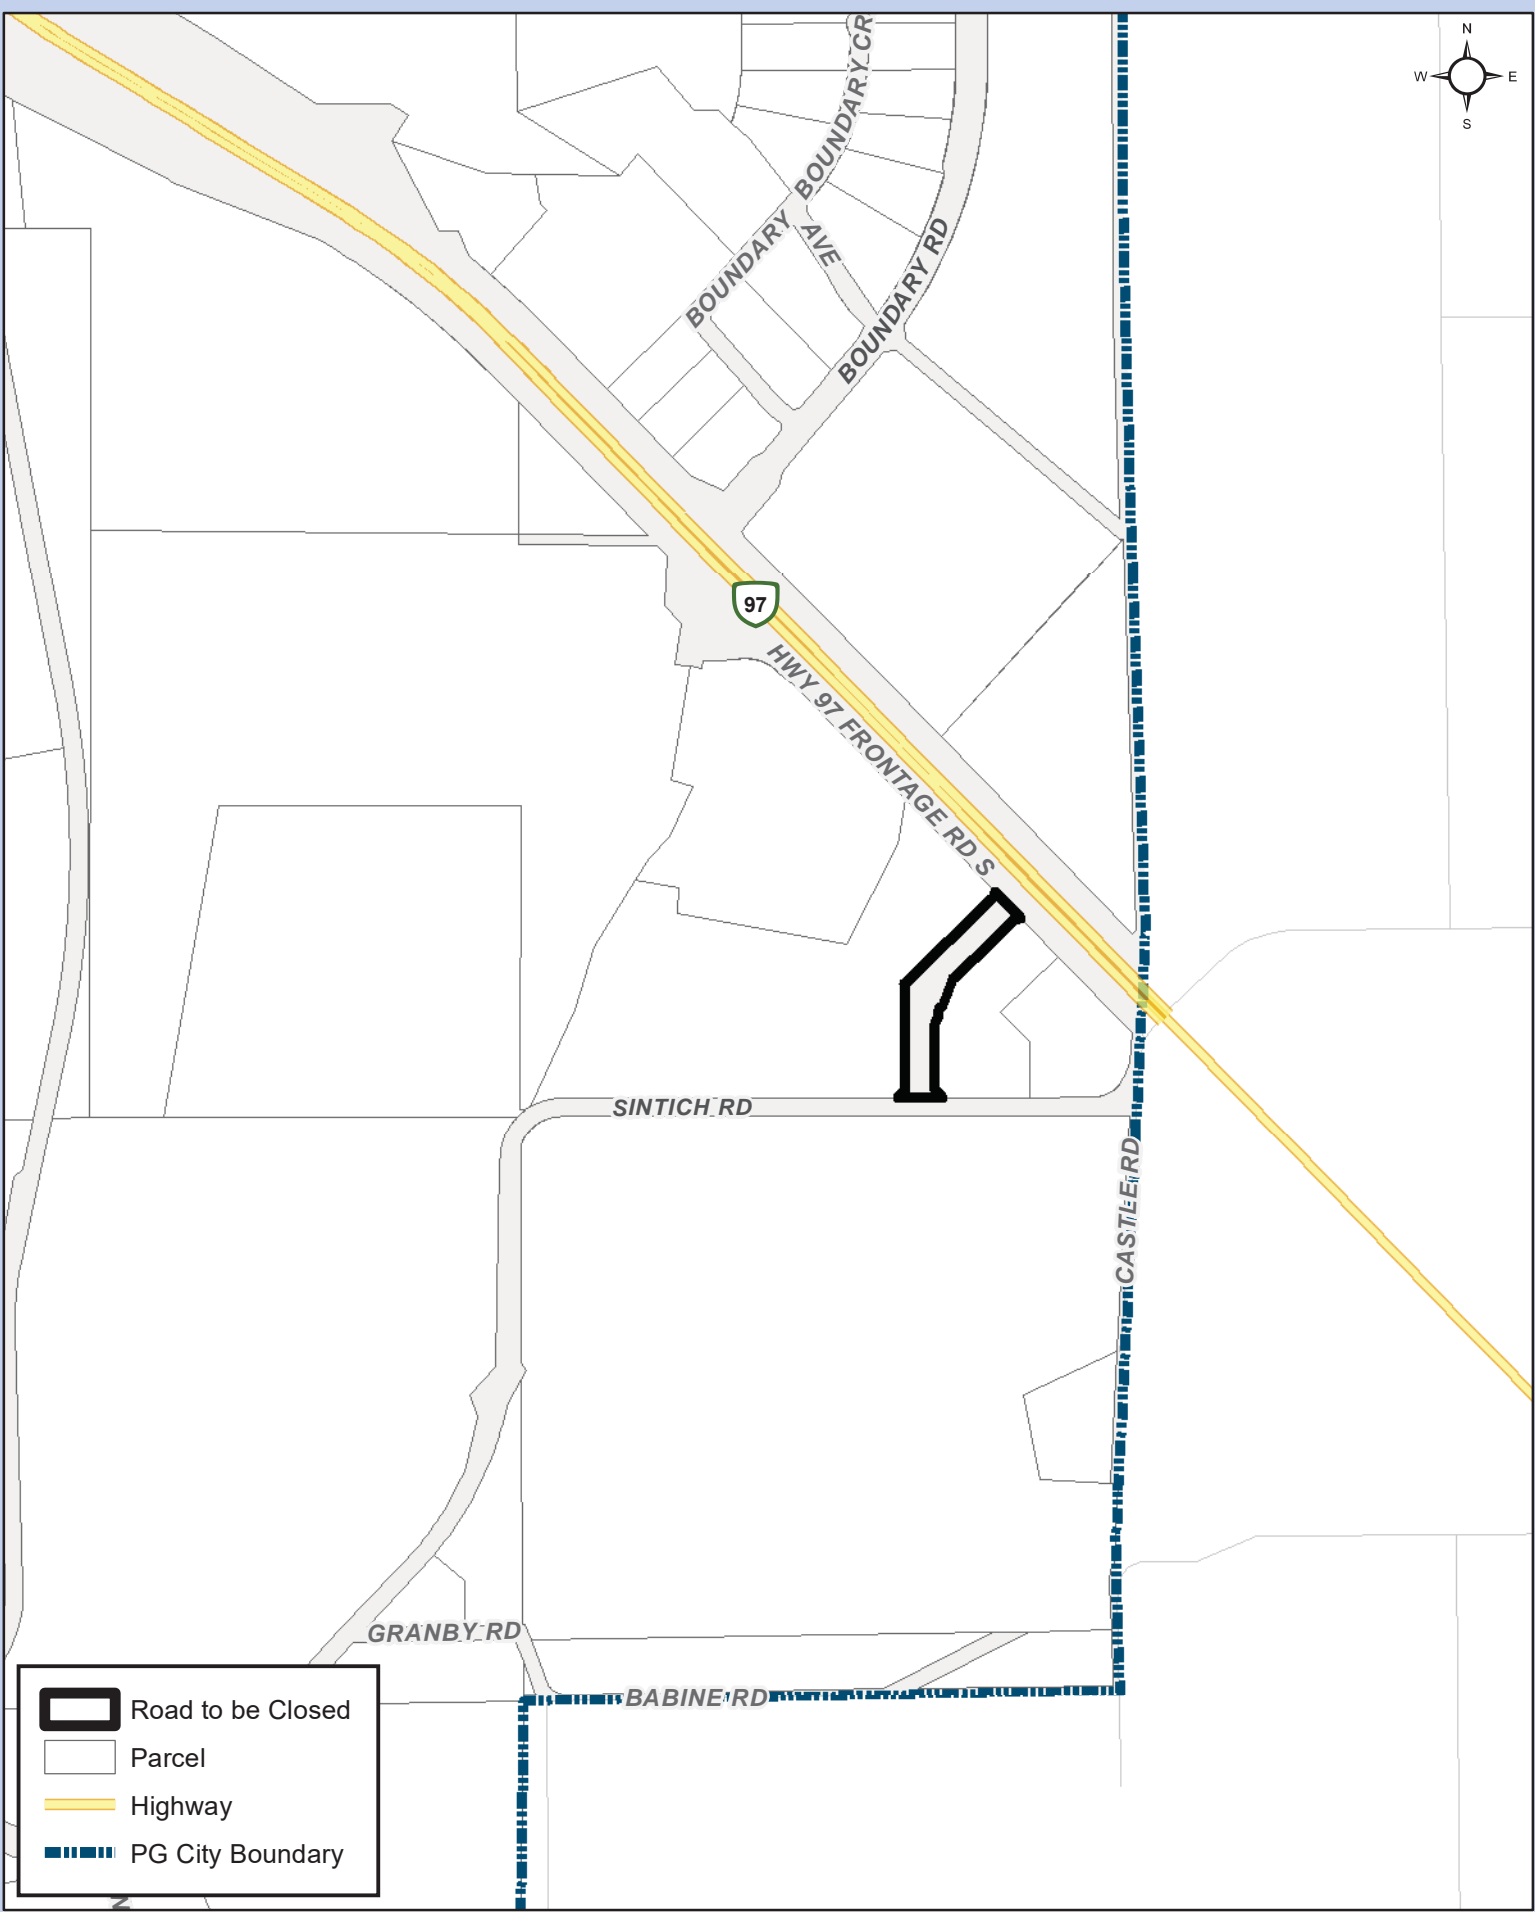 N
W
E
S
BOUNDARY CR
BOUNDARY
AVE
BOUNDARY RD
97
HWY 97 FRONTAGE RD S
SINTICH RD
CASTLE RD
GRANBY RD
BABINE RD
Road to be Closed
Parcel
Highway
PG City Boundary
N